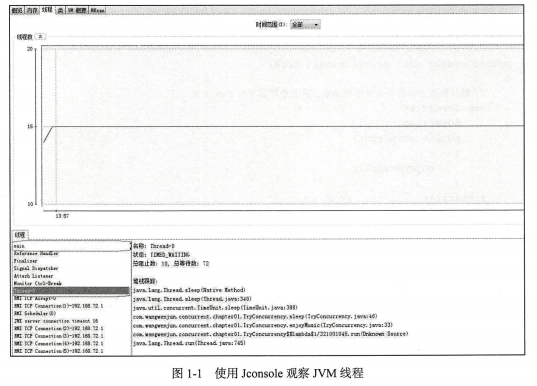 概览 内存 线程 类 VM 概要 MBean
时间范围(T): 全部
线程数
20
15
10
13:57
线程
main
Reference Handler
Finalizer
Signal Dispatcher
Attach Listener
Monitor Ctrl-Break
Thread-0
RMI TCP Accept-0
RMI TCP Connection(1)-192.168.72.1
RMI Scheduler(0)
JMX server connection timeout 16
RMI TCP Connection(2)-192.168.72.1
RMI TCP Connection(3)-192.168.72.1
RMI TCP Connection(4)-192.168.72.1
RMI TCP Connection(5)-192.168.72.1
名称: Thread-0
状态: TIMED_WAITING
总阻止数: 10, 总等待数: 72
堆栈跟踪:
java.lang.Thread.sleep(Native Method)
java.lang.Thread.sleep(Thread.java:340)
java.util.concurrent.TimeUnit.sleep(TimeUnit.java:386)
com.wangwenjun.concurrent.chapter01.TryConcurrency.sleep(TryConcurrency.java:46)
com.wangwenjun.concurrent.chapter01.TryConcurrency.enjoyMusic(TryConcurrency.java:33)
com.wangwenjun.concurrent.chapter01.TryConcurrency$$Lambda$1/321001045.run(Unknown Source)
java.lang.Thread.run(Thread.java:745)
图 1-1 使用 Jconsole 观察 JVM 线程